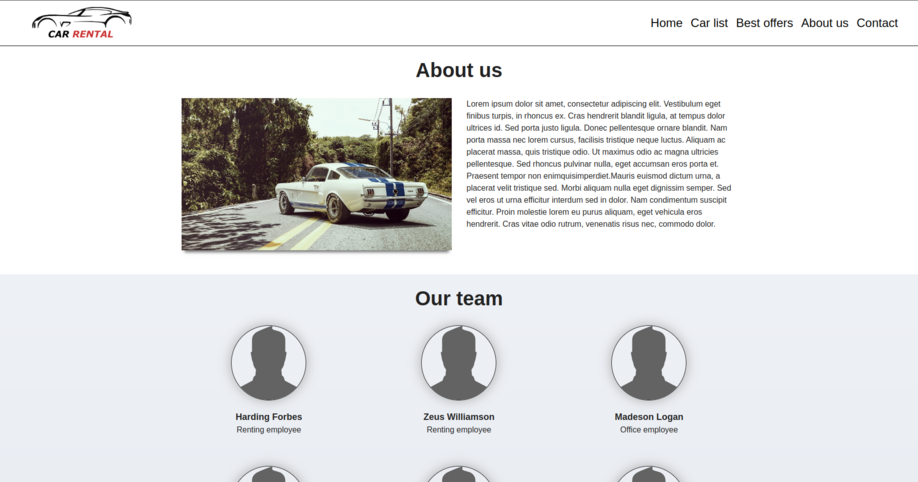 CAR RENTAL
Home Car list Best offers About us Contact
About us
Lorem ipsum dolor sit amet, consectetur adipiscing elit. Vestibulum eget
finibus turpis, in rhoncus ex. Cras hendrerit blandit ligula, at tempus dolor
ultrices id. Sed porta justo ligula. Donec pellentesque ornare blandit. Nam
porta massa nec lorem cursus, facilisis tristique neque luctus. Aliquam ac
placerat massa, quis tristique odio. Ut maximus odio ac magna ultricies
pellentesque. Sed rhoncus pulvinar nulla, eget accumsan eros porta et.
Praesent tempor non enimquisimperdiet.Mauris euismod dictum urna, a
placerat velit tristique sed. Morbi aliquam nulla eget dignissim semper. Sed
vel eros ut urna efficitur interdum sed in dolor. Nam condimentum suscipit
efficitur. Proin molestie lorem eu purus aliquam, eget vehicula eros
hendrerit. Cras vitae odio rutrum, venenatis risus nec, commodo dolor.
Our team
Harding Forbes
Renting employee
Zeus Williamson
Renting employee
Madeson Logan
Office employee